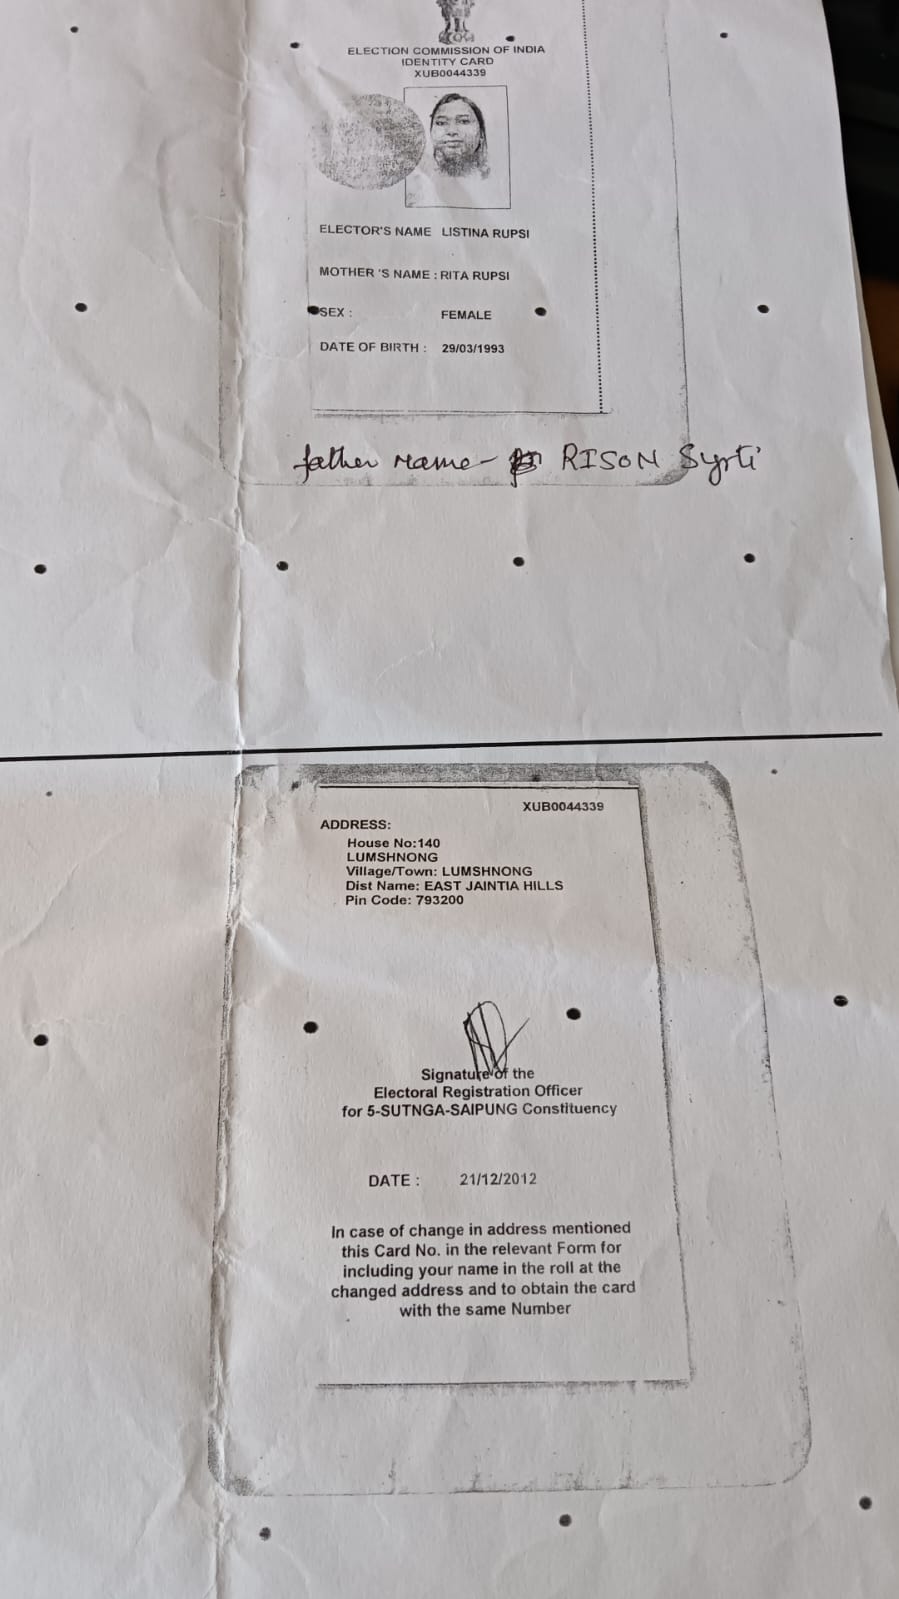 ELECTION COMMISSION OF INDIA
IDENTITY CARD
XUB0044339
ELECTOR'S NAME LISTINA RUPSI
MOTHER 'S NAME : RITA RUPSI
SEX : FEMALE
DATE OF BIRTH : 29/03/1993
father name - RISON Syrti
XUB0044339
ADDRESS:
House No:140
LUMSHNONG
Village/Town: LUMSHNONG
Dist Name: EAST JAINTIA HILLS
Pin Code: 793200
Signature of the
Electoral Registration Officer
for 5-SUTNGA-SAIPUNG Constituency
DATE : 21/12/2012
In case of change in address mentioned
this Card No. in the relevant Form for
including your name in the roll at the
changed address and to obtain the card
with the same Number